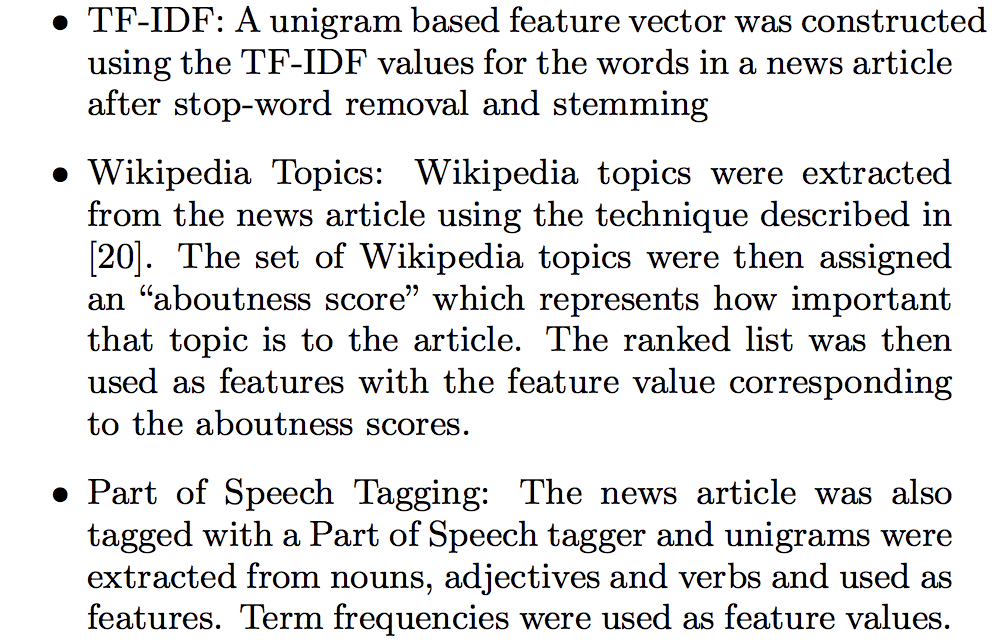 • TF-IDF: A unigram based feature vector was constructed
using the TF-IDF values for the words in a news article
after stop-word removal and stemming
• Wikipedia Topics: Wikipedia topics were extracted
from the news article using the technique described in
[20]. The set of Wikipedia topics were then assigned
an “aboutness score” which represents how important
that topic is to the article. The ranked list was then
used as features with the feature value corresponding
to the aboutness scores.
• Part of Speech Tagging: The news article was also
tagged with a Part of Speech tagger and unigrams were
extracted from nouns, adjectives and verbs and used as
features. Term frequencies were used as feature values.